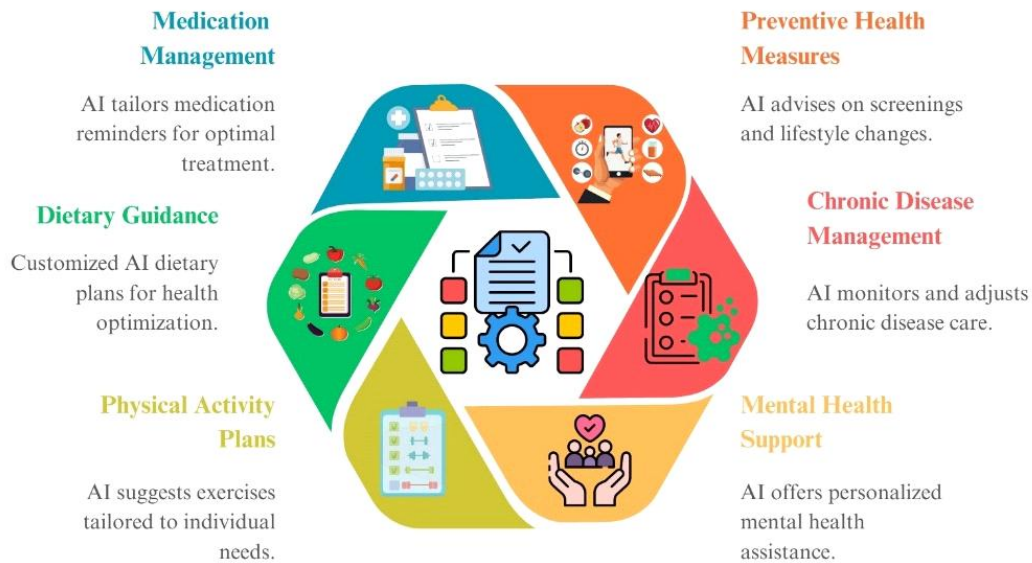 Medication
Management
AI tailors medication
reminders for optimal
treatment.
Dietary Guidance
Customized AI dietary
plans for health
optimization.
Physical Activity
Plans
AI suggests exercises
tailored to individual
needs.
Preventive Health
Measures
AI advises on screenings
and lifestyle changes.
Chronic Disease
Management
AI monitors and adjusts
chronic disease care.
Mental Health
Support
AI offers personalized
mental health
assistance.